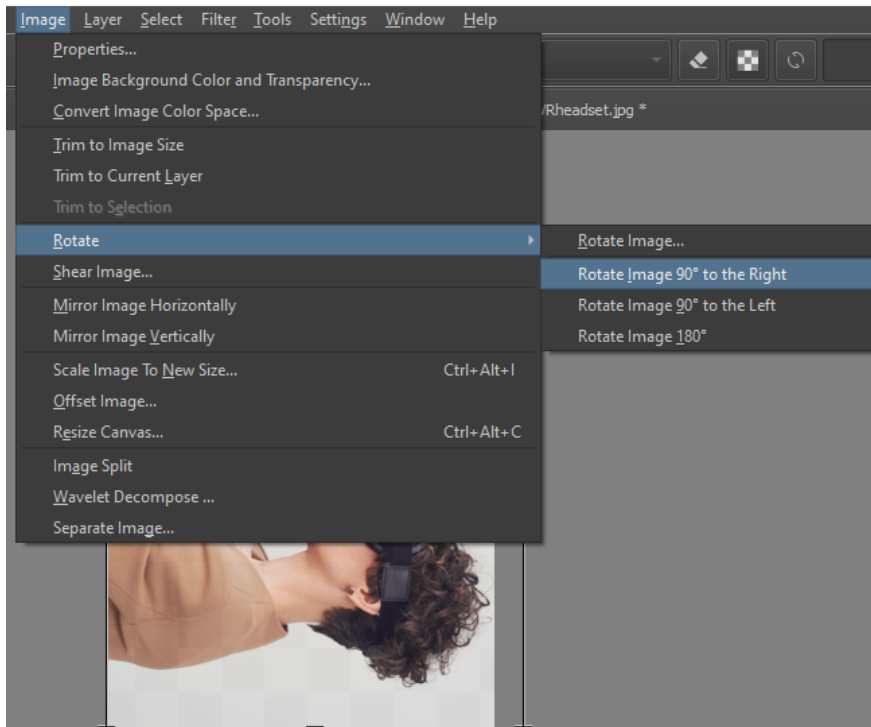 Image Layer Select Filter Tools Settings Window Help
Properties...
Image Background Color and Transparency...
Convert Image Color Space...
/Rheadset.jpg *
Trim to Image Size
Trim to Current Layer
Trim to Selection
Rotate
Rotate Image...
Shear Image...
Rotate Image 90° to the Right
Mirror Image Horizontally
Rotate Image 90° to the Left
Mirror Image Vertically
Rotate Image 180°
Scale Image To New Size... Ctrl+Alt+I
Offset Image...
Resize Canvas... Ctrl+Alt+C
Image Split
Wavelet Decompose ...
Separate Image...